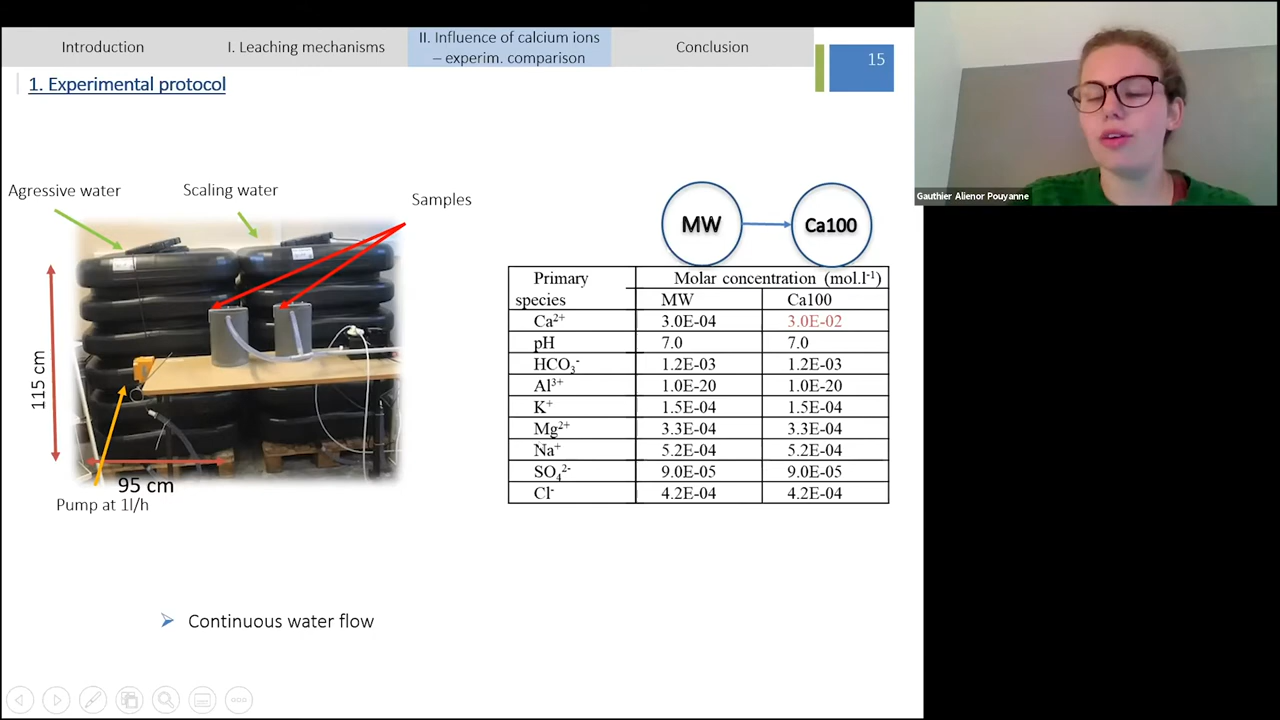 Introduction
I. Leaching mechanisms
II. Influence of calcium ions
– experim. comparison
Conclusion
15
1. Experimental protocol
Gauthier Alienor Pouyanne
Agressive water
Scaling water
Samples
115 cm
95 cm
Pump at 1l/h
MW
Ca100
Primary species Molar concentration (mol.l⁻¹)
MW Ca100
Ca²⁺ 3.0E-04 3.0E-02
pH 7.0 7.0
HCO₃⁻ 1.2E-03 1.2E-03
Al³⁺ 1.0E-20 1.0E-20
K⁺ 1.5E-04 1.5E-04
Mg²⁺ 3.3E-04 3.3E-04
Na⁺ 5.2E-04 5.2E-04
SO₄²⁻ 9.0E-05 9.0E-05
Cl⁻ 4.2E-04 4.2E-04
➢ Continuous water flow